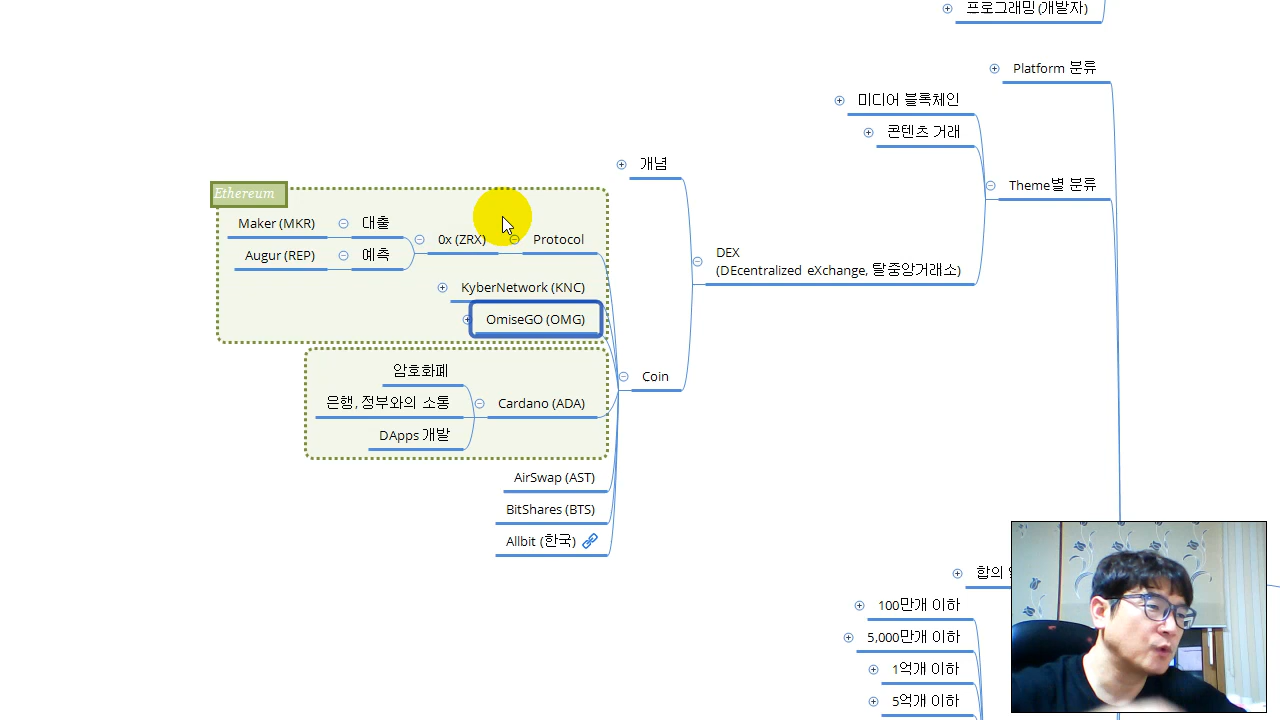 프로그래밍 (개발자)
Platform 분류
미디어 블록체인
콘텐츠 거래
개념
Theme별 분류
Ethereum
Maker (MKR)
대출
Augur (REP)
예측
0x (ZRX)
Protocol
DEX
(DEcentralized eXchange, 탈중앙거래소)
KyberNetwork (KNC)
OmiseGO (OMG)
Coin
암호화폐
은행, 정부와의 소통
Cardano (ADA)
DApps 개발
AirSwap (AST)
BitShares (BTS)
Allbit (한국)
합의
100만개 이하
5,000만개 이하
1억개 이하
5억개 이하